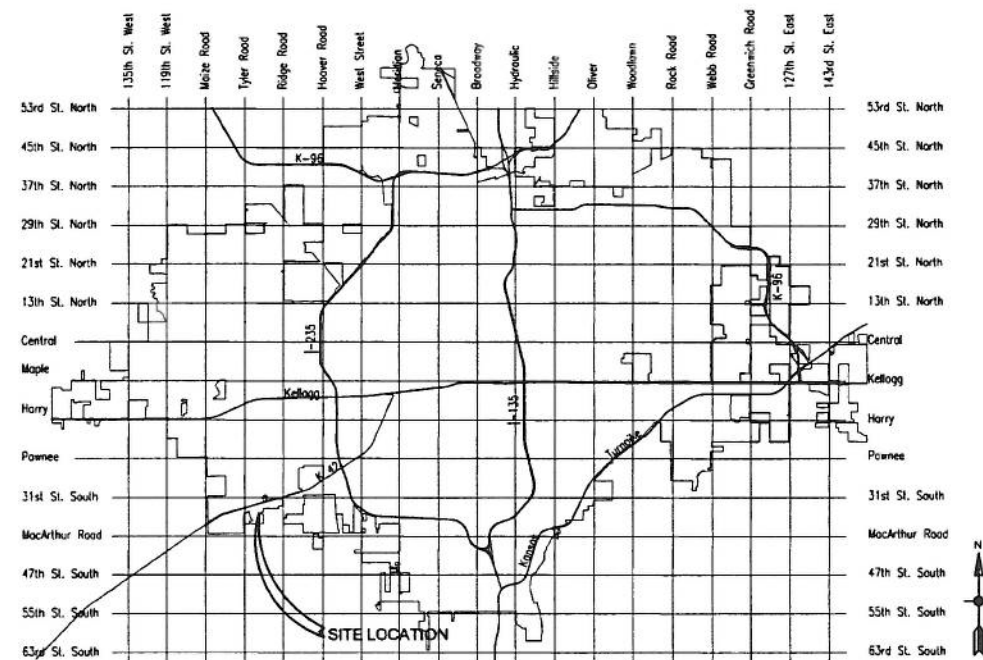 135th St. West
119th St. West
Maize Road
Tyler Road
Ridge Road
Hoover Road
West Street
Meridian
Seneca
Broadway
Hydraulic
Hillside
Oliver
Woodlawn
Rock Road
Webb Road
Greenwich Road
127th St. East
143rd St. East
53rd St. North
53rd St. North
45th St. North
45th St. North
K-96
37th St. North
37th St. North
29th St. North
29th St. North
21st St. North
21st St. North
K-96
13th St. North
13th St. North
I-235
Central
Central
Maple
Kellogg
Kellogg
I-135
Harry
Harry
Turnpike
Pawnee
Pawnee
K-42
31st St. South
31st St. South
MacArthur Road
MacArthur Road
Kansas
N
47th St. South
47th St. South
55th St. South
55th St. South
SITE LOCATION
63rd St. South
63rd St. South